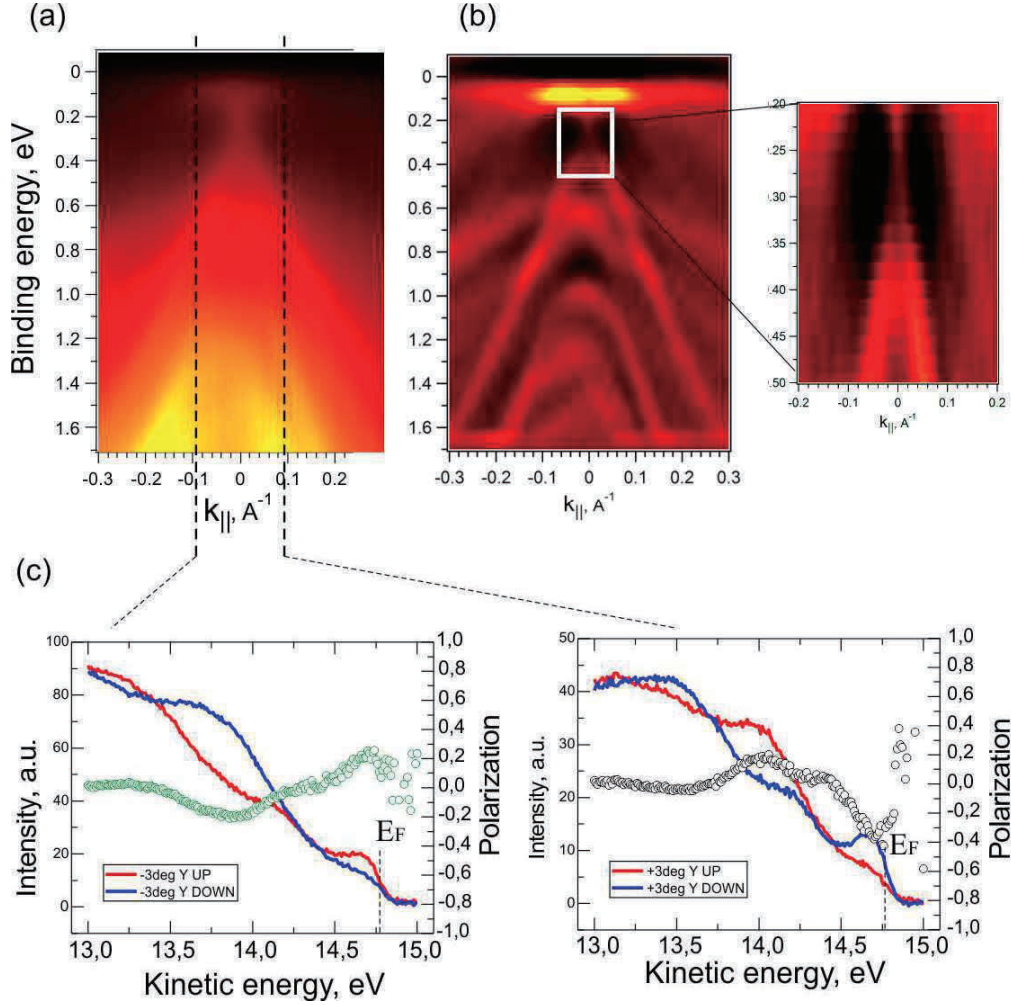 (a)
(b)
Binding energy, eV
0
0.2
0.4
0.6
0.8
1.0
1.2
1.4
1.6
-0.3 -0.2 -0.1 0 0.1 0.2
k||, A-1
0
0.2
0.4
0.6
0.8
1.0
1.2
1.4
1.6
-0.3 -0.2 -0.1 0 0.1 0.2 0.3
k||, A-1
.20
.25
.30
.35
.40
.45
.50
-0.2 -0.1 0 0.1 0.2
k||, A-1
(c)
Intensity, a.u.
100
80
60
40
20
0
1,0
0,8
0,6
0,4
0,2
0,0
-0,2
-0,4
-0,6
-0,8
-1,0
Polarization
EF
-3deg Y UP
-3deg Y DOWN
13,0 13,5 14,0 14,5 15,0
Kinetic energy, eV
Intensity, a.u.
50
40
30
20
10
0
1,0
0,8
0,6
0,4
0,2
0,0
-0,2
-0,4
-0,6
-0,8
-1,0
Polarization
EF
+3deg Y UP
+3deg Y DOWN
13,0 13,5 14,0 14,5 15,0
Kinetic energy, eV